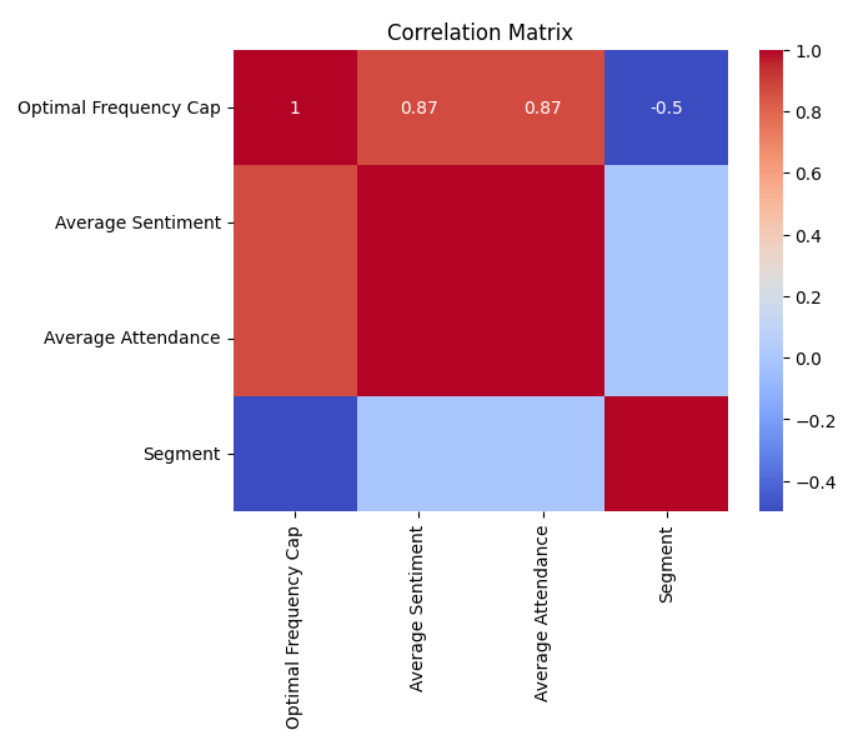 Correlation Matrix
Optimal Frequency Cap
1
0.87
0.87
-0.5
Average Sentiment
Average Attendance
Segment
Optimal Frequency Cap
Average Sentiment
Average Attendance
Segment
1.0
0.8
0.6
0.4
0.2
0.0
−0.2
−0.4